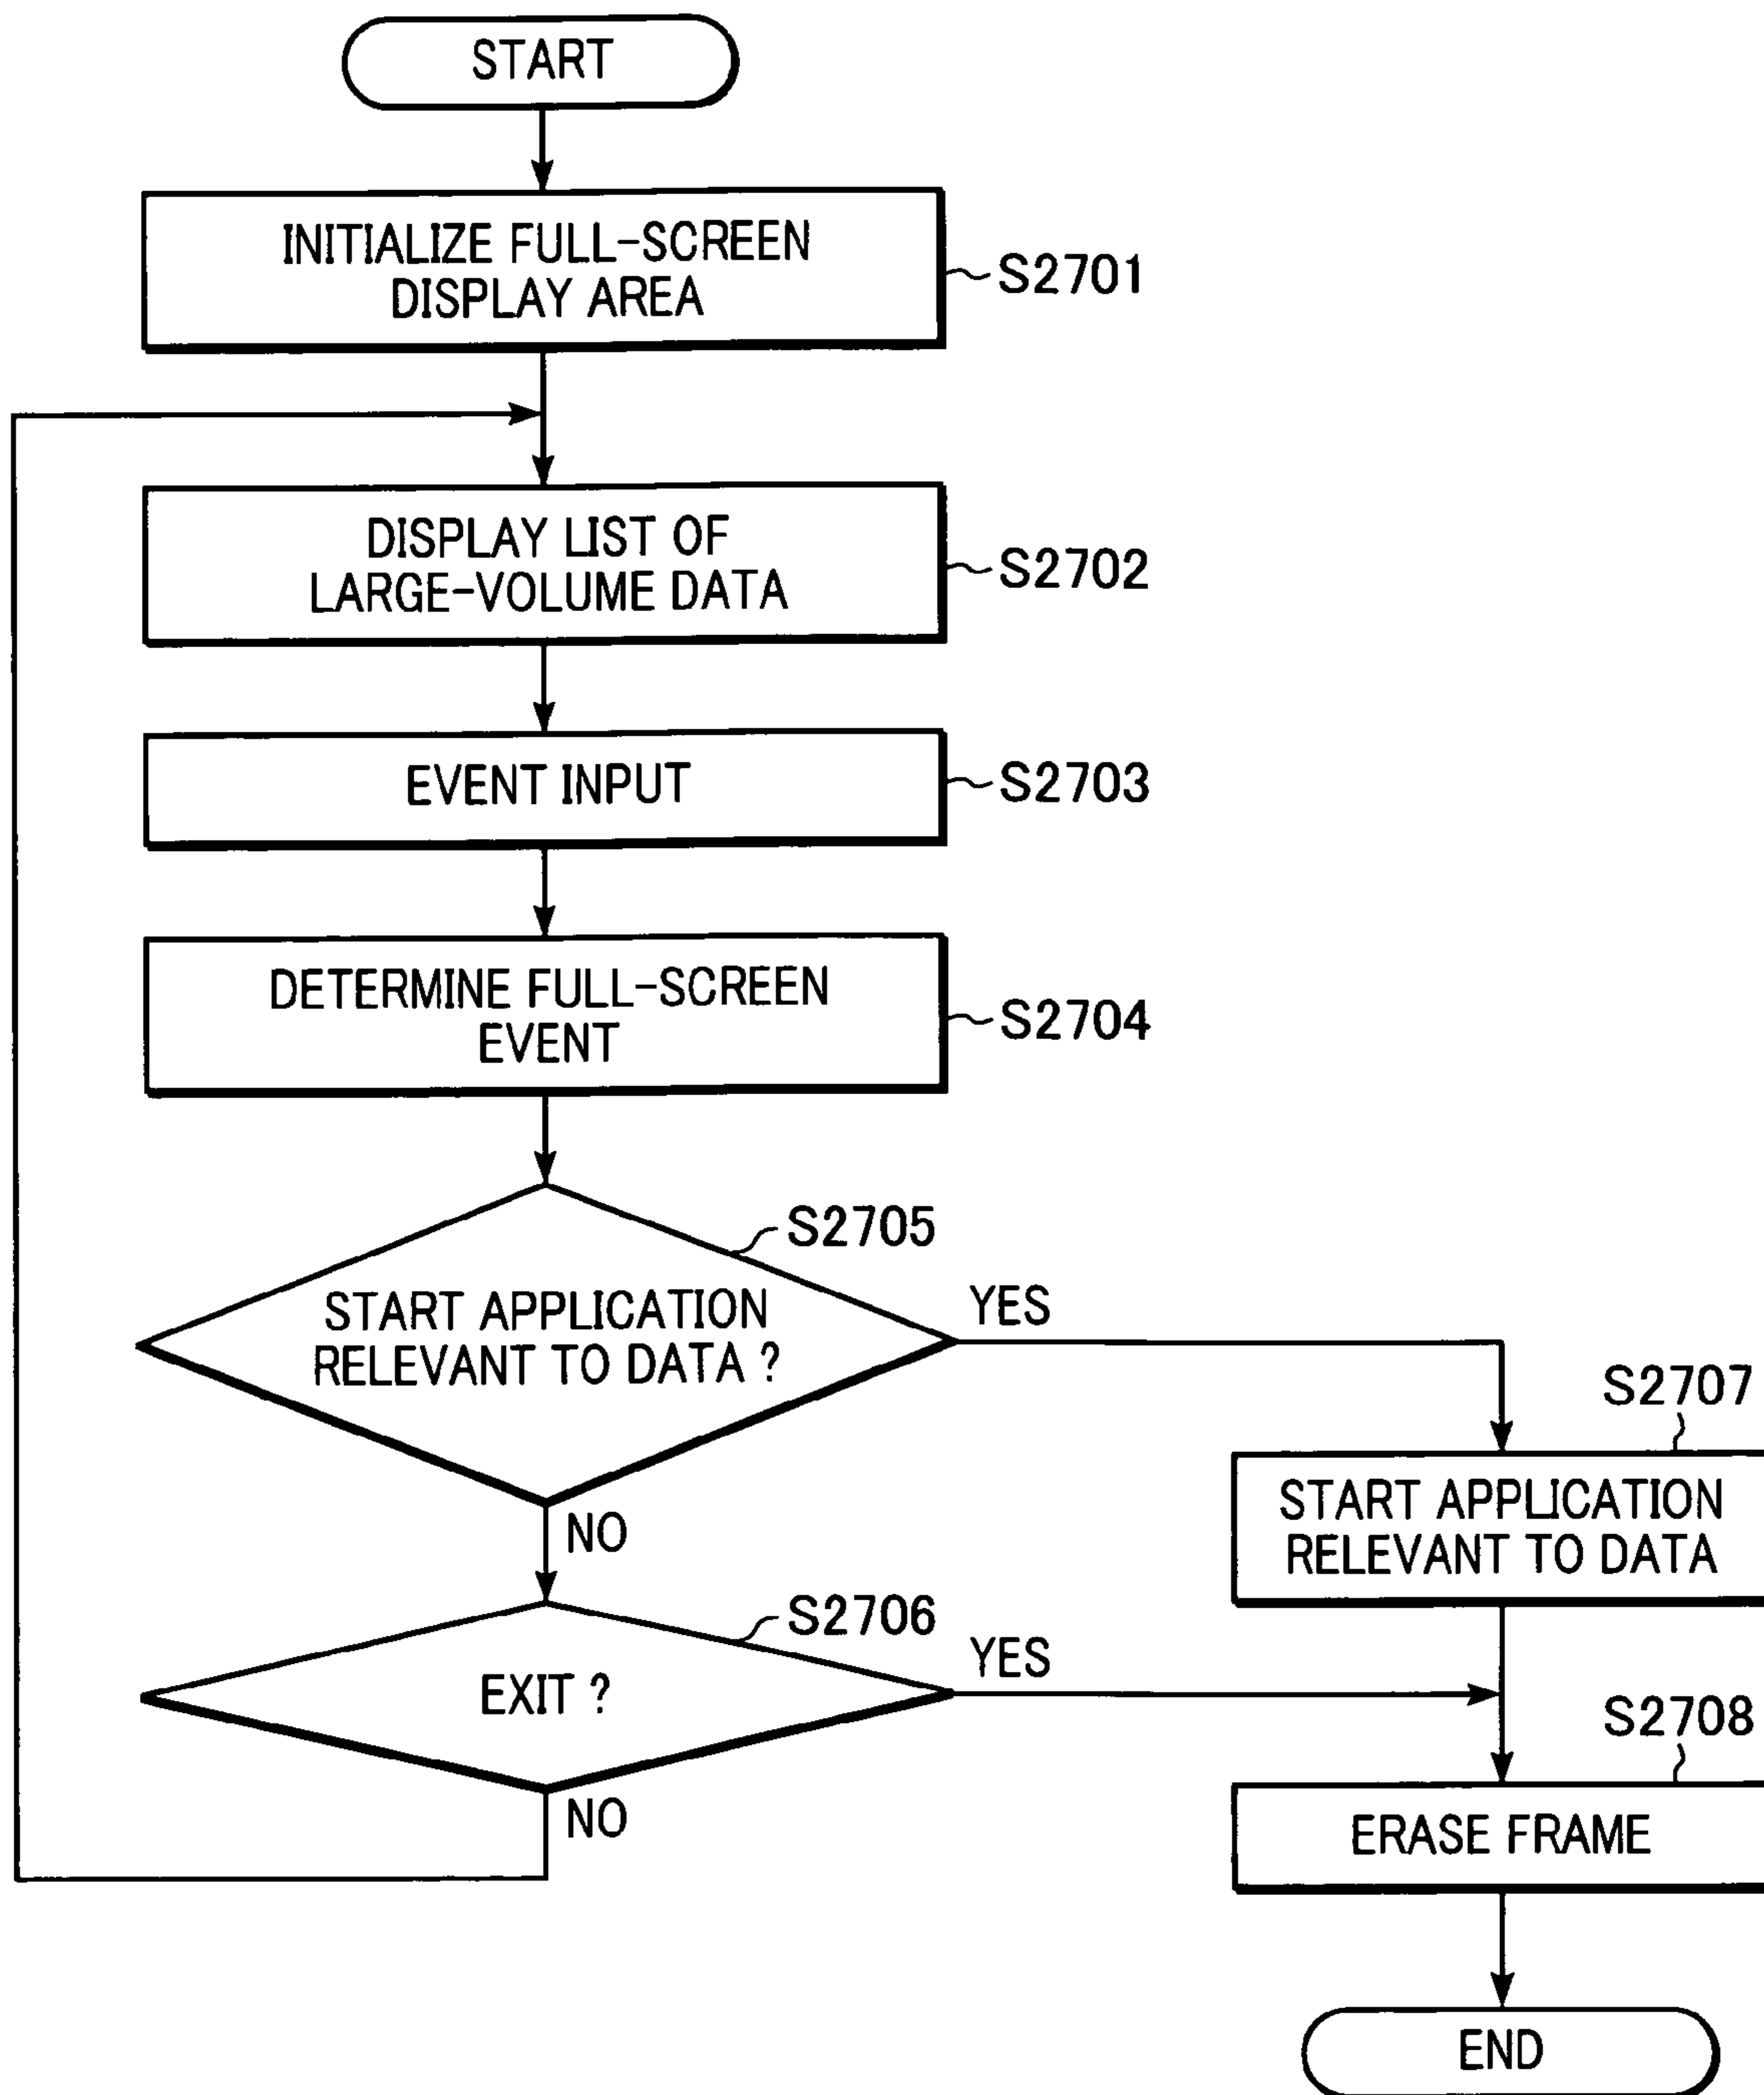 START
INITIALIZE FULL-SCREEN
DISPLAY AREA
S2701
DISPLAY LIST OF
LARGE-VOLUME DATA
S2702
EVENT INPUT
S2703
DETERMINE FULL-SCREEN
EVENT
S2704
S2705
START APPLICATION
RELEVANT TO DATA ?
YES
NO
S2706
EXIT ?
YES
NO
S2707
START APPLICATION
RELEVANT TO DATA
S2708
ERASE FRAME
END